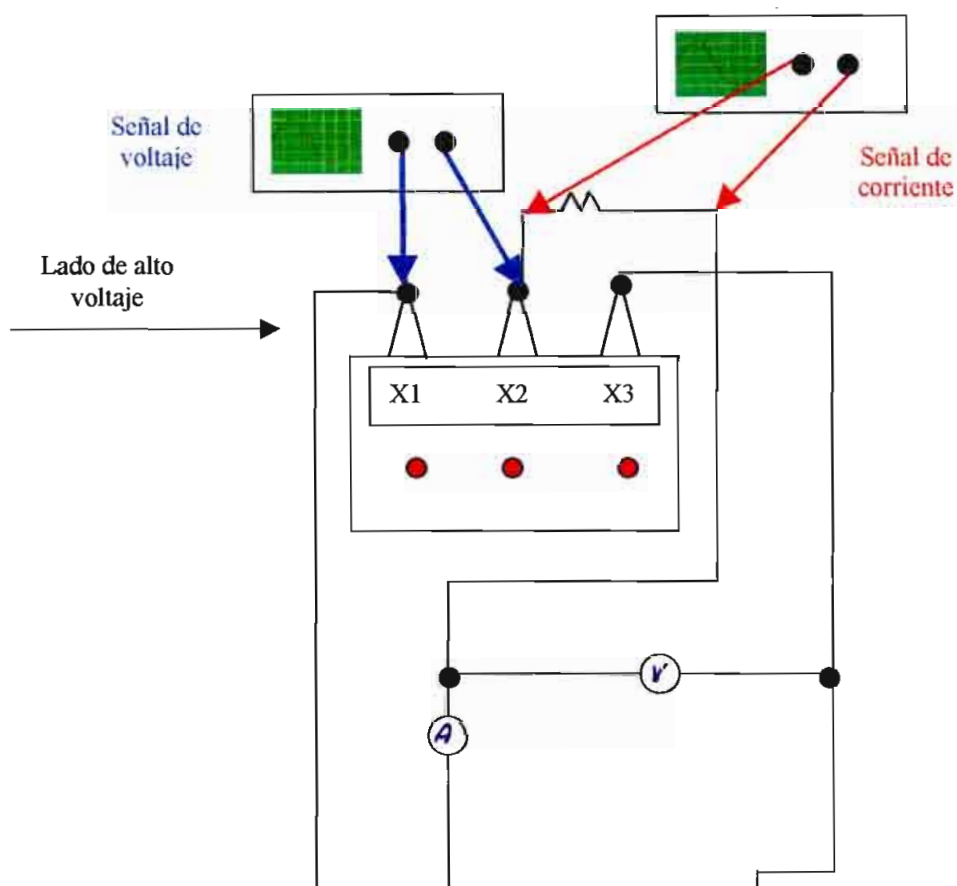 Señal de
voltaje
Señal de
corriente
Lado de alto
voltaje
X1 X2 X3
V
A